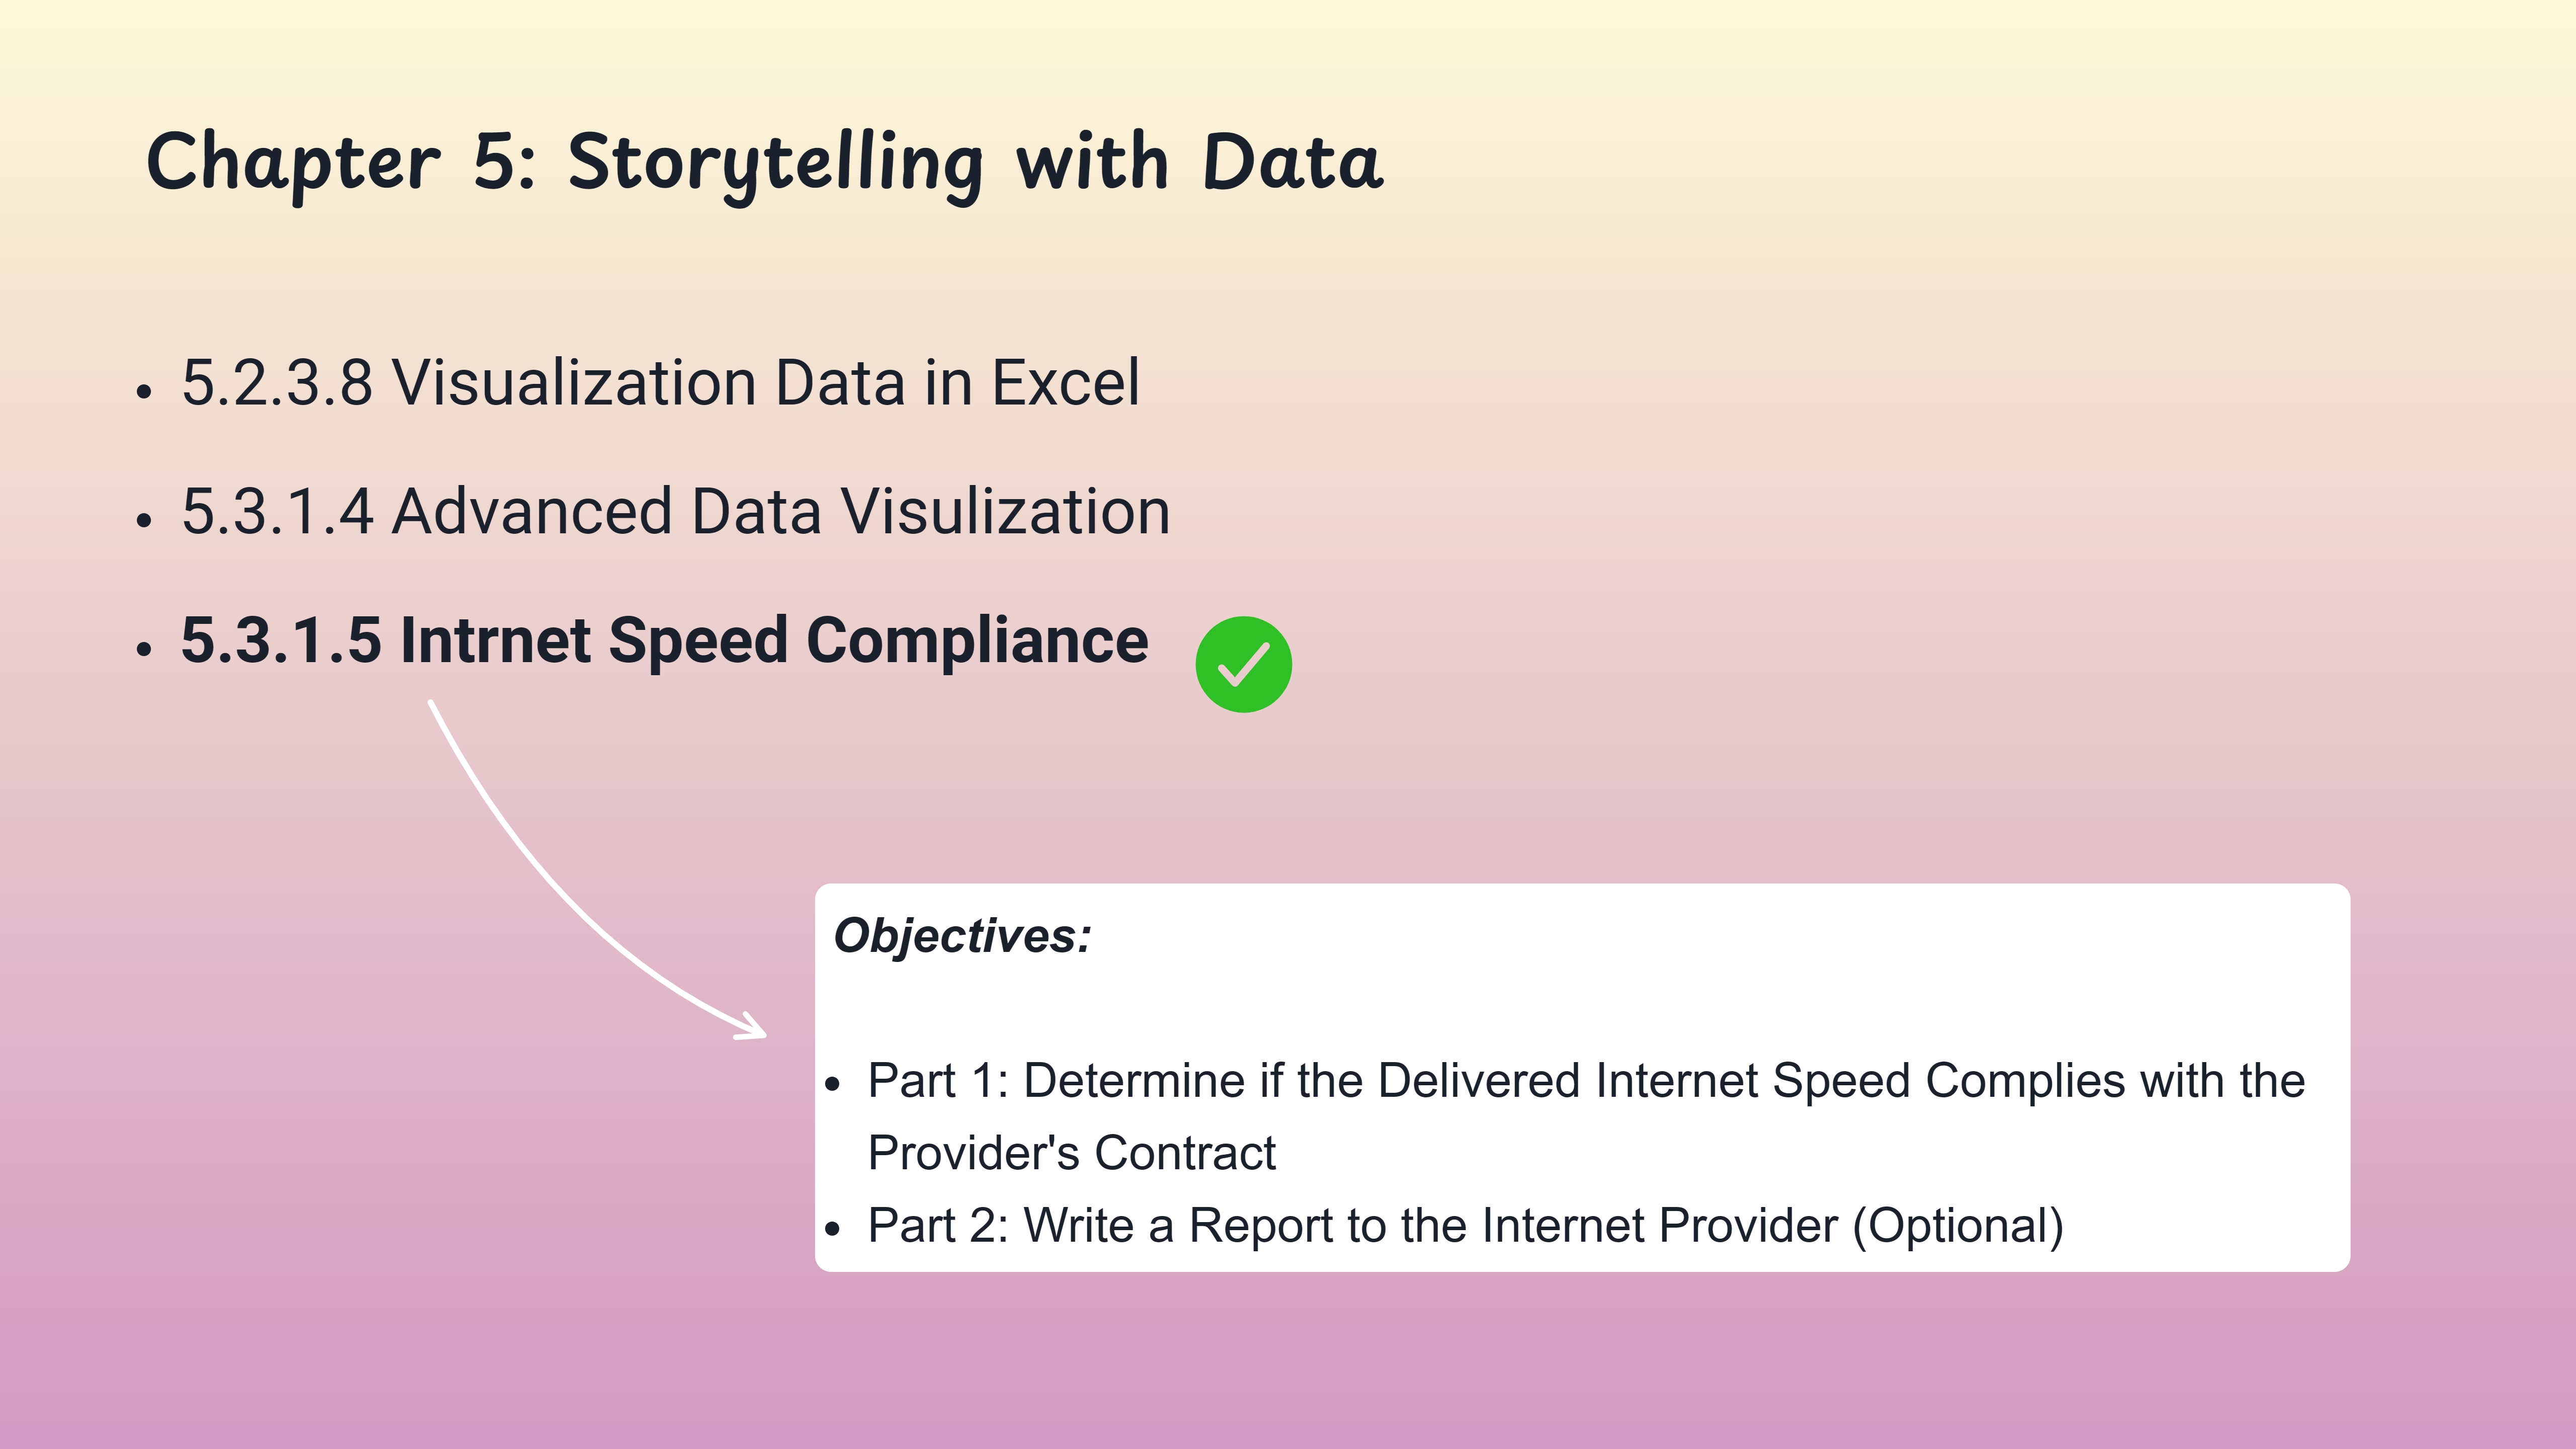 Chapter 5: Storytelling with Data
• 5.2.3.8 Visualization Data in Excel
• 5.3.1.4 Advanced Data Visulization
• 5.3.1.5 Intrnet Speed Compliance
Objectives:
• Part 1: Determine if the Delivered Internet Speed Complies with the
Provider's Contract
• Part 2: Write a Report to the Internet Provider (Optional)